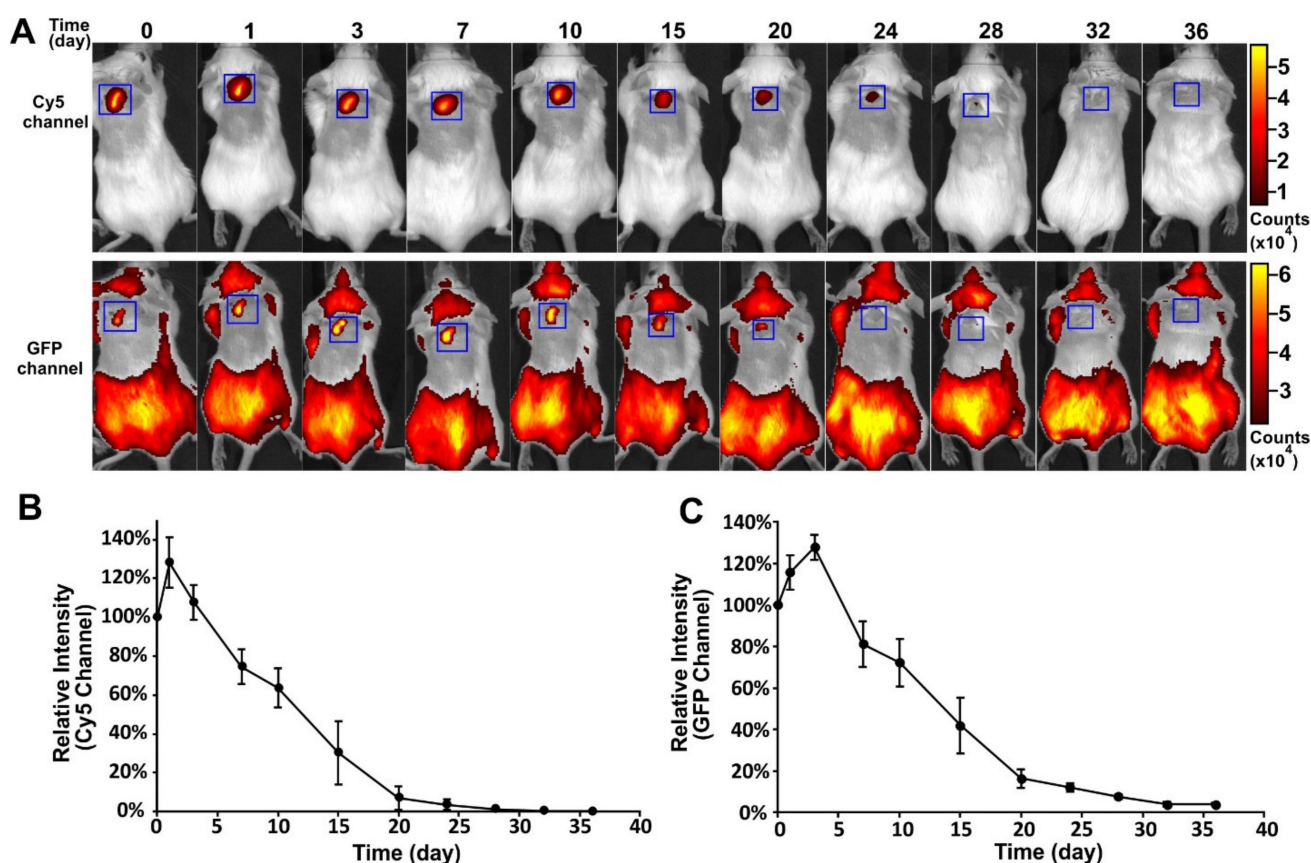 A
Time (day) 0 1 3 7 10 15 20 24 28 32 36
Cy5 channel
5
4
3
2
1
Counts (x10^4)
GFP channel
6
5
4
3
Counts (x10^4)
B
Relative Intensity
(Cy5 Channel)
140%
120%
100%
80%
60%
40%
20%
0%
0 5 10 15 20 25 30 35 40
Time (day)
C
Relative Intensity
(GFP Channel)
140%
120%
100%
80%
60%
40%
20%
0%
0 5 10 15 20 25 30 35 40
Time (day)